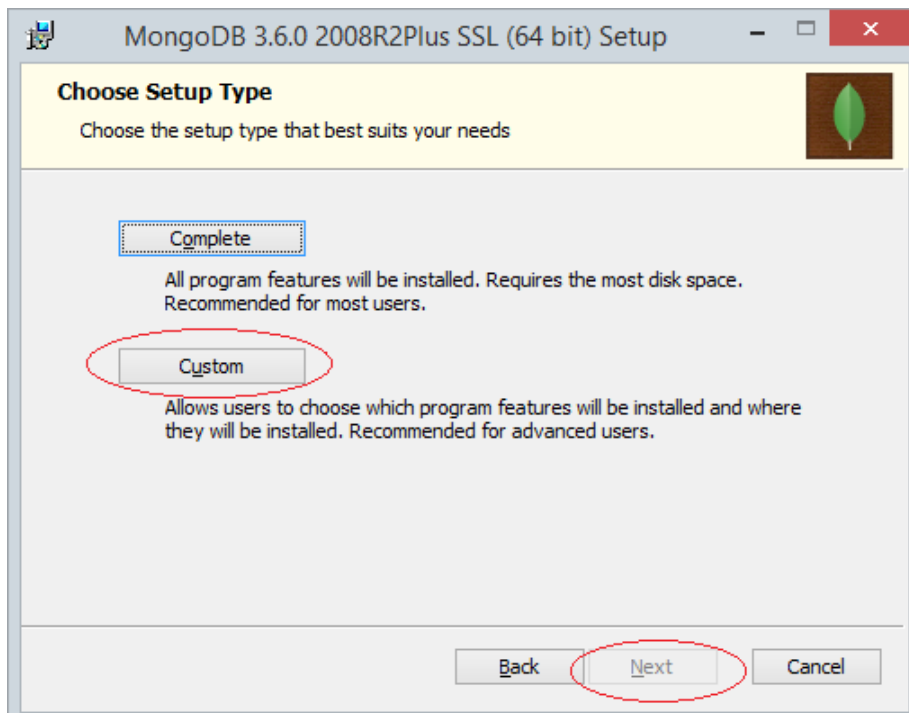 MongoDB 3.6.0 2008R2Plus SSL (64 bit) Setup
Choose Setup Type
Choose the setup type that best suits your needs
Complete
All program features will be installed. Requires the most disk space.
Recommended for most users.
Custom
Allows users to choose which program features will be installed and where
they will be installed. Recommended for advanced users.
Back
Next
Cancel